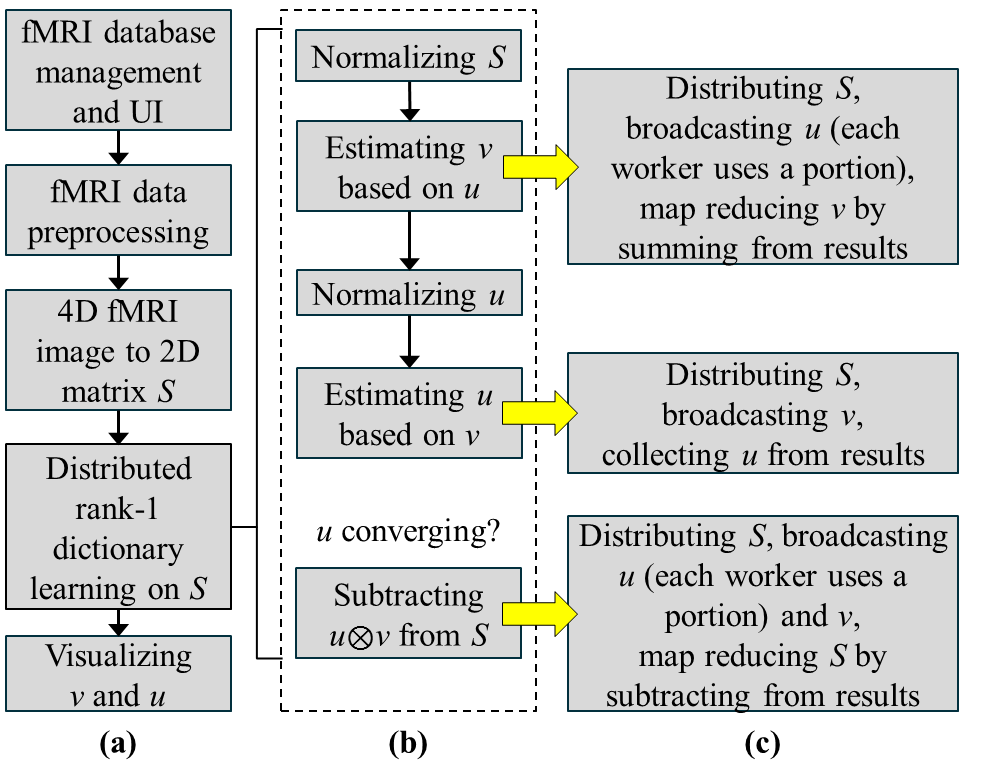 fMRI database
management
and UI
fMRI data
preprocessing
4D fMRI
image to 2D
matrix S
Distributed
rank-1
dictionary
learning on S
Visualizing
v and u
(a)
Normalizing S
Estimating v
based on u
Normalizing u
Estimating u
based on v
u converging?
Subtracting
u⊗v from S
(b)
Distributing S,
broadcasting u (each
worker uses a portion),
map reducing v by
summing from results
Distributing S,
broadcasting v,
collecting u from results
Distributing S, broadcasting
u (each worker uses a
portion) and v,
map reducing S by
subtracting from results
(c)